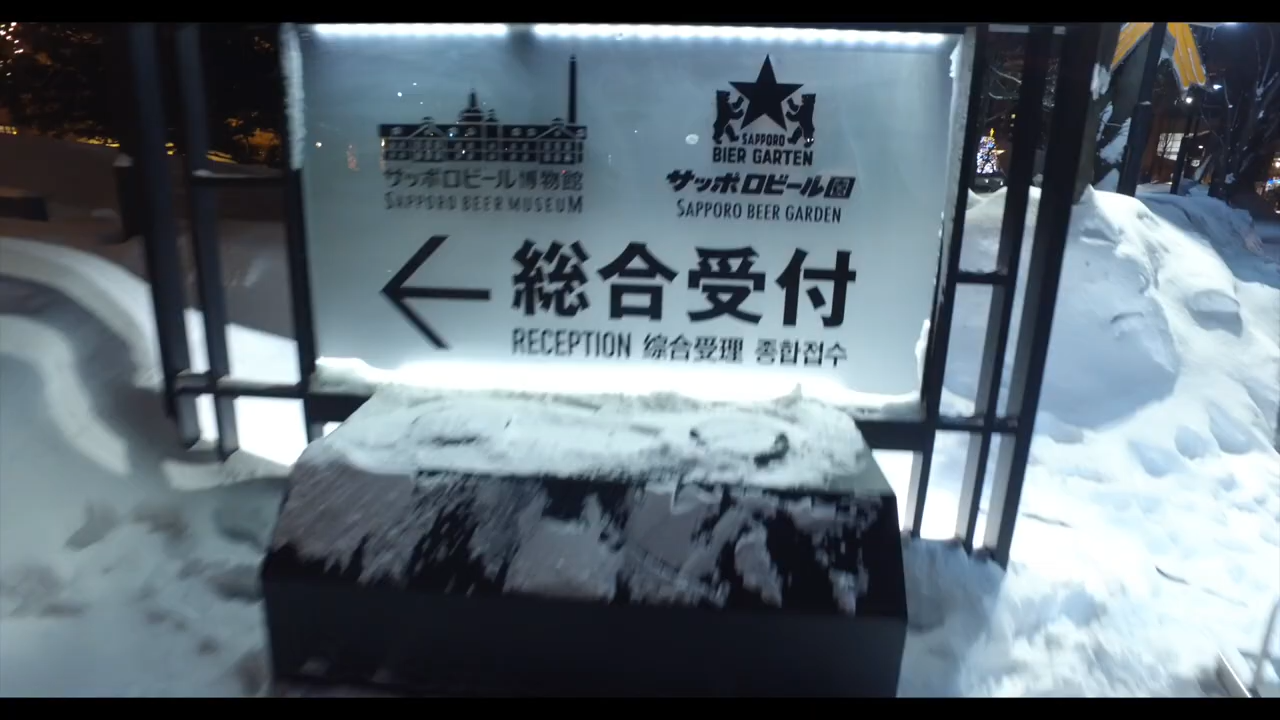 サッポロビール博物館
SAPPORO BEER MUSEUM
SAPPORO
BIER GARTEN
サッポロビール園
SAPPORO BEER GARDEN
総合受付
RECEPTION 综合受理 종합접수